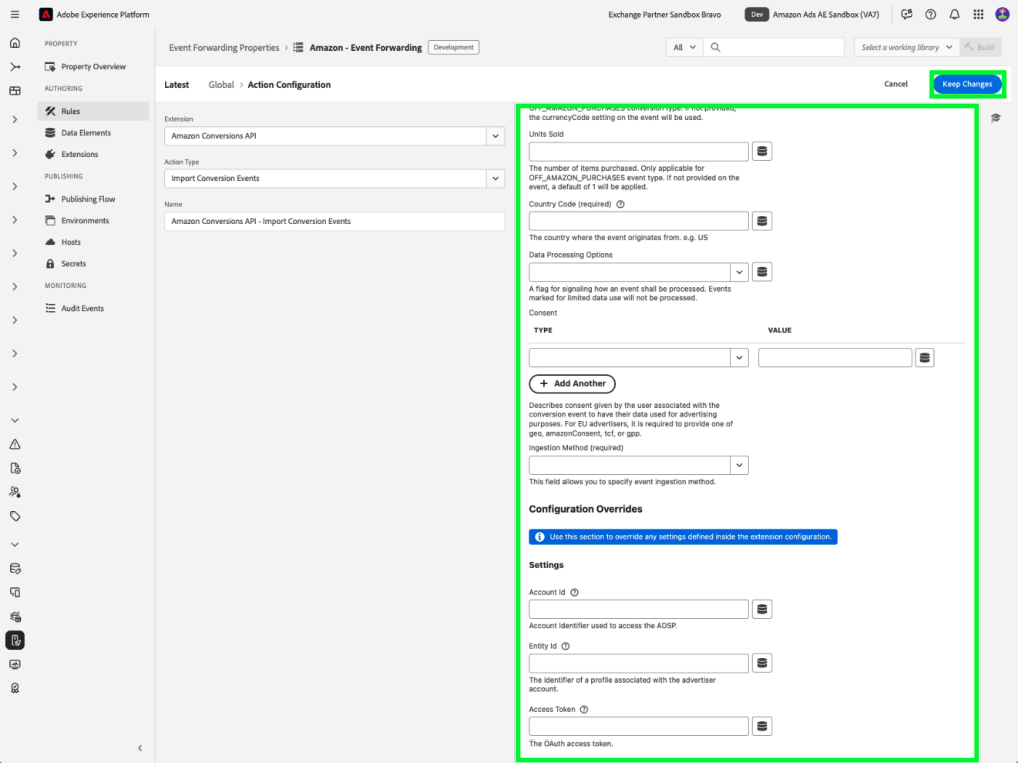 Adobe Experience Platform
Exchange Partner Sandbox Bravo
Dev
Amazon Ads AE Sandbox (VA7)
PROPERTY
Property Overview
AUTHORING
Rules
Data Elements
Extensions
PUBLISHING
Publishing Flow
Environments
Hosts
Secrets
MONITORING
Audit Events
Event Forwarding Properties
Amazon - Event Forwarding
Development
All
Select a working library
Build
Latest
Global
Action Configuration
Cancel
Keep Changes
Extension
Amazon Conversions API
Action Type
Import Conversion Events
Name
Amazon Conversions API - Import Conversion Events
OFF_AMAZON_PURCHASES conversion type. If not provided,
the currencyCode setting on the event will be used.
Units Sold
The number of items purchased. Only applicable for
OFF_AMAZON_PURCHASES event type. If not provided on the
event, a default of 1 will be applied.
Country Code (required)
The country where the event originates from. e.g. US
Data Processing Options
A flag for signaling how an event shall be processed. Events
marked for limited data use will not be processed.
Consent
TYPE
VALUE
Add Another
Describes consent given by the user associated with the
conversion event to have their data used for advertising
purposes. For EU advertisers, it is required to provide one of
geo, amazonConsent, tcf, or gpp.
Ingestion Method (required)
This field allows you to specify event ingestion method.
Configuration Overrides
Use this section to override any settings defined inside the extension configuration.
Settings
Account Id
Account Identifier used to access the ADSP.
Entity Id
The identifier of a profile associated with the advertiser
account.
Access Token
The OAuth access token.